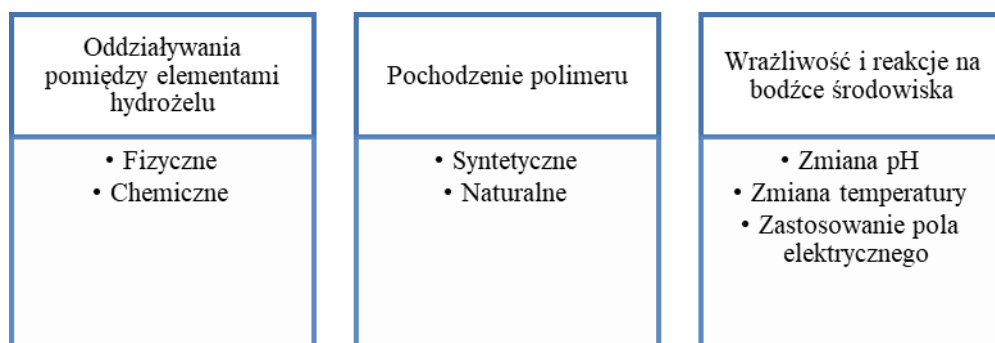 Oddziaływania
pomiędzy elementami
hydrożelu
• Fizyczne
• Chemiczne
Pochodzenie polimeru
• Syntetyczne
• Naturalne
Wrażliwość i reakcje na
bodźce środowiska
• Zmiana pH
• Zmiana temperatury
• Zastosowanie pola
elektrycznego